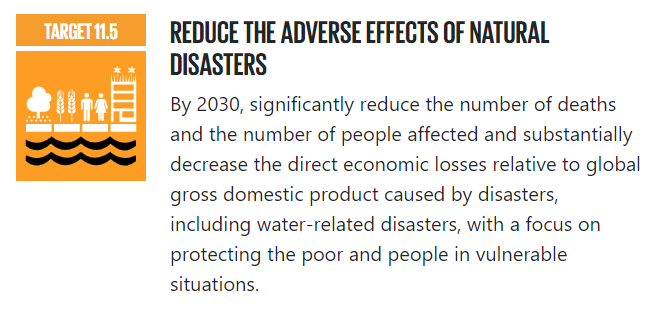 TARGET 11.5
REDUCE THE ADVERSE EFFECTS OF NATURAL
DISASTERS
By 2030, significantly reduce the number of deaths
and the number of people affected and substantially
decrease the direct economic losses relative to global
gross domestic product caused by disasters,
including water-related disasters, with a focus on
protecting the poor and people in vulnerable
situations.